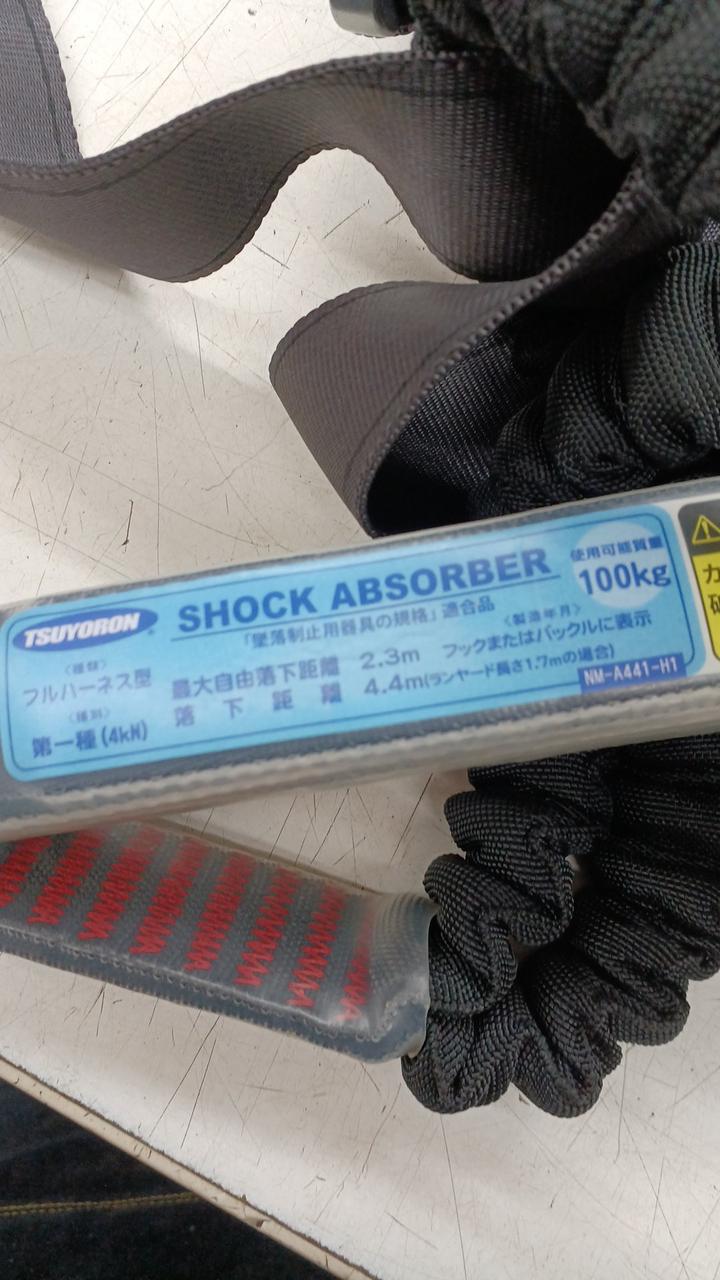 TSUYORON
SHOCK ABSORBER
「墜落制止用器具の規格」適合品
使用可能質量
100kg
〈種類〉
フルハーネス型
〈種別〉
第一種(4kN)
最大自由落下距離 2.3m
落下距離 4.4m(ランヤード長さ1.7mの場合)
〈製造年月〉
フックまたはバックルに表示
NM-A441-H1
カ